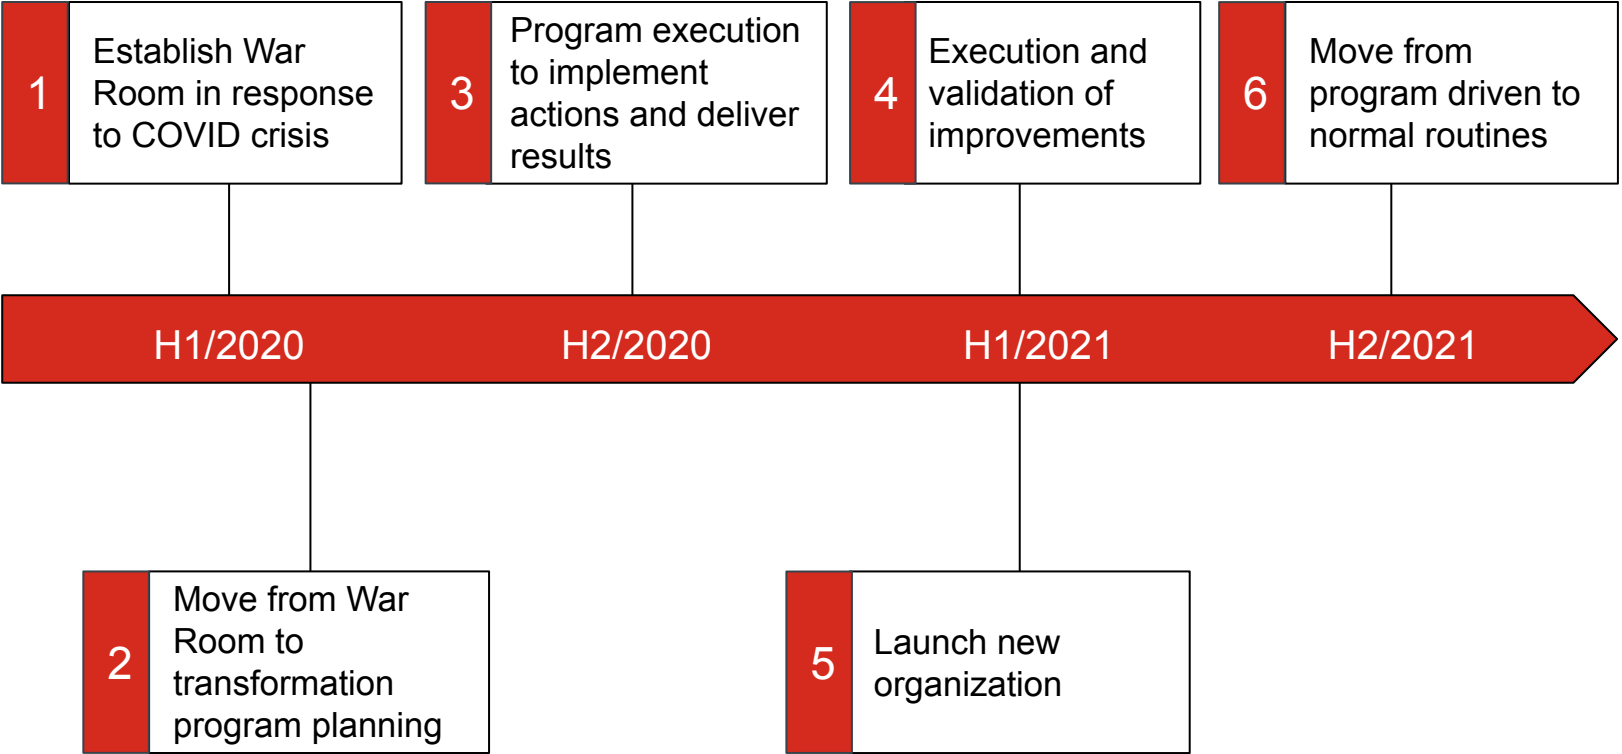 1
Establish War
Room in response
to COVID crisis
3
Program execution
to implement
actions and deliver
results
4
Execution and
validation of
improvements
6
Move from
program driven to
normal routines
H1/2020
H2/2020
H1/2021
H2/2021
2
Move from War
Room to
transformation
program planning
5
Launch new
organization